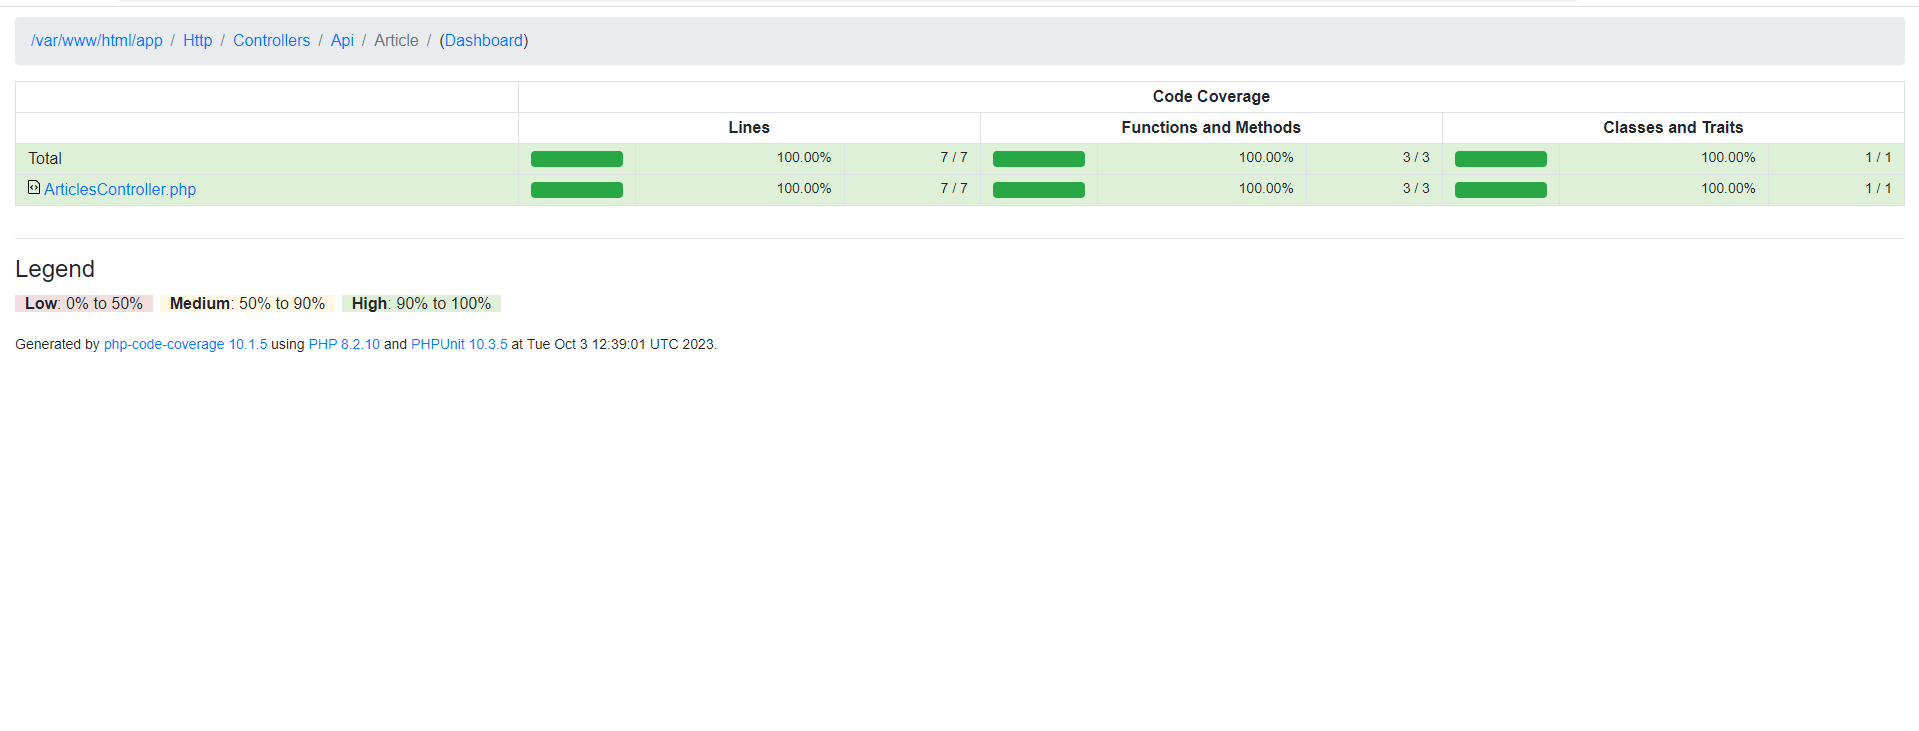 /var/www/html/app / Http / Controllers / Api / Article / (Dashboard)
Code Coverage
Lines Functions and Methods Classes and Traits
Total 100.00% 7 / 7 100.00% 3 / 3 100.00% 1 / 1
ArticlesController.php 100.00% 7 / 7 100.00% 3 / 3 100.00% 1 / 1
Legend
Low: 0% to 50% Medium: 50% to 90% High: 90% to 100%
Generated by php-code-coverage 10.1.5 using PHP 8.2.10 and PHPUnit 10.3.5 at Tue Oct 3 12:39:01 UTC 2023.